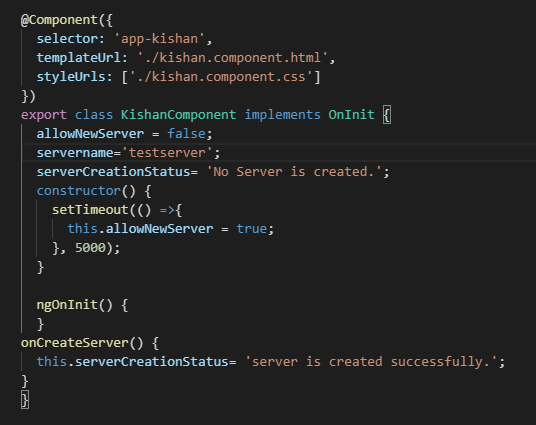 @Component({
  selector: 'app-kishan',
  templateUrl: './kishan.component.html',
  styleUrls: ['./kishan.component.css']
})
export class KishanComponent implements OnInit {
  allowNewServer = false;
  servername='testserver';
  serverCreationStatus= 'No Server is created.';
  constructor() {
    setTimeout(() =>{
      this.allowNewServer = true;
    }, 5000);
  }

  ngOnInit() {
  }
onCreateServer() {
  this.serverCreationStatus= 'server is created successfully.';
}
}